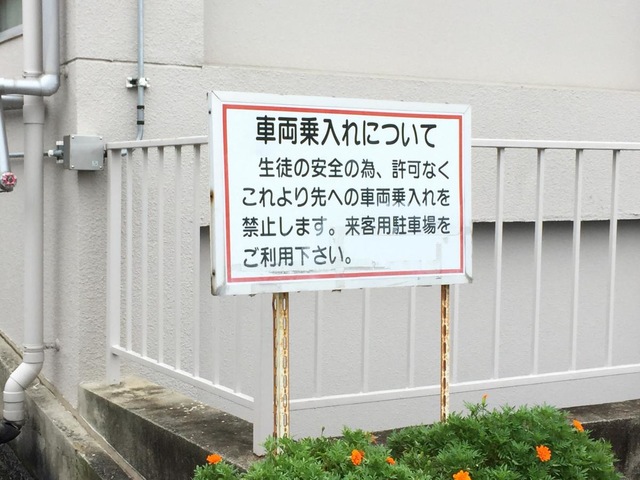 車両乗入れについて
生徒の安全の為、許可なく
これより先への車両乗入れを
禁止します。来客用駐車場を
ご利用下さい。